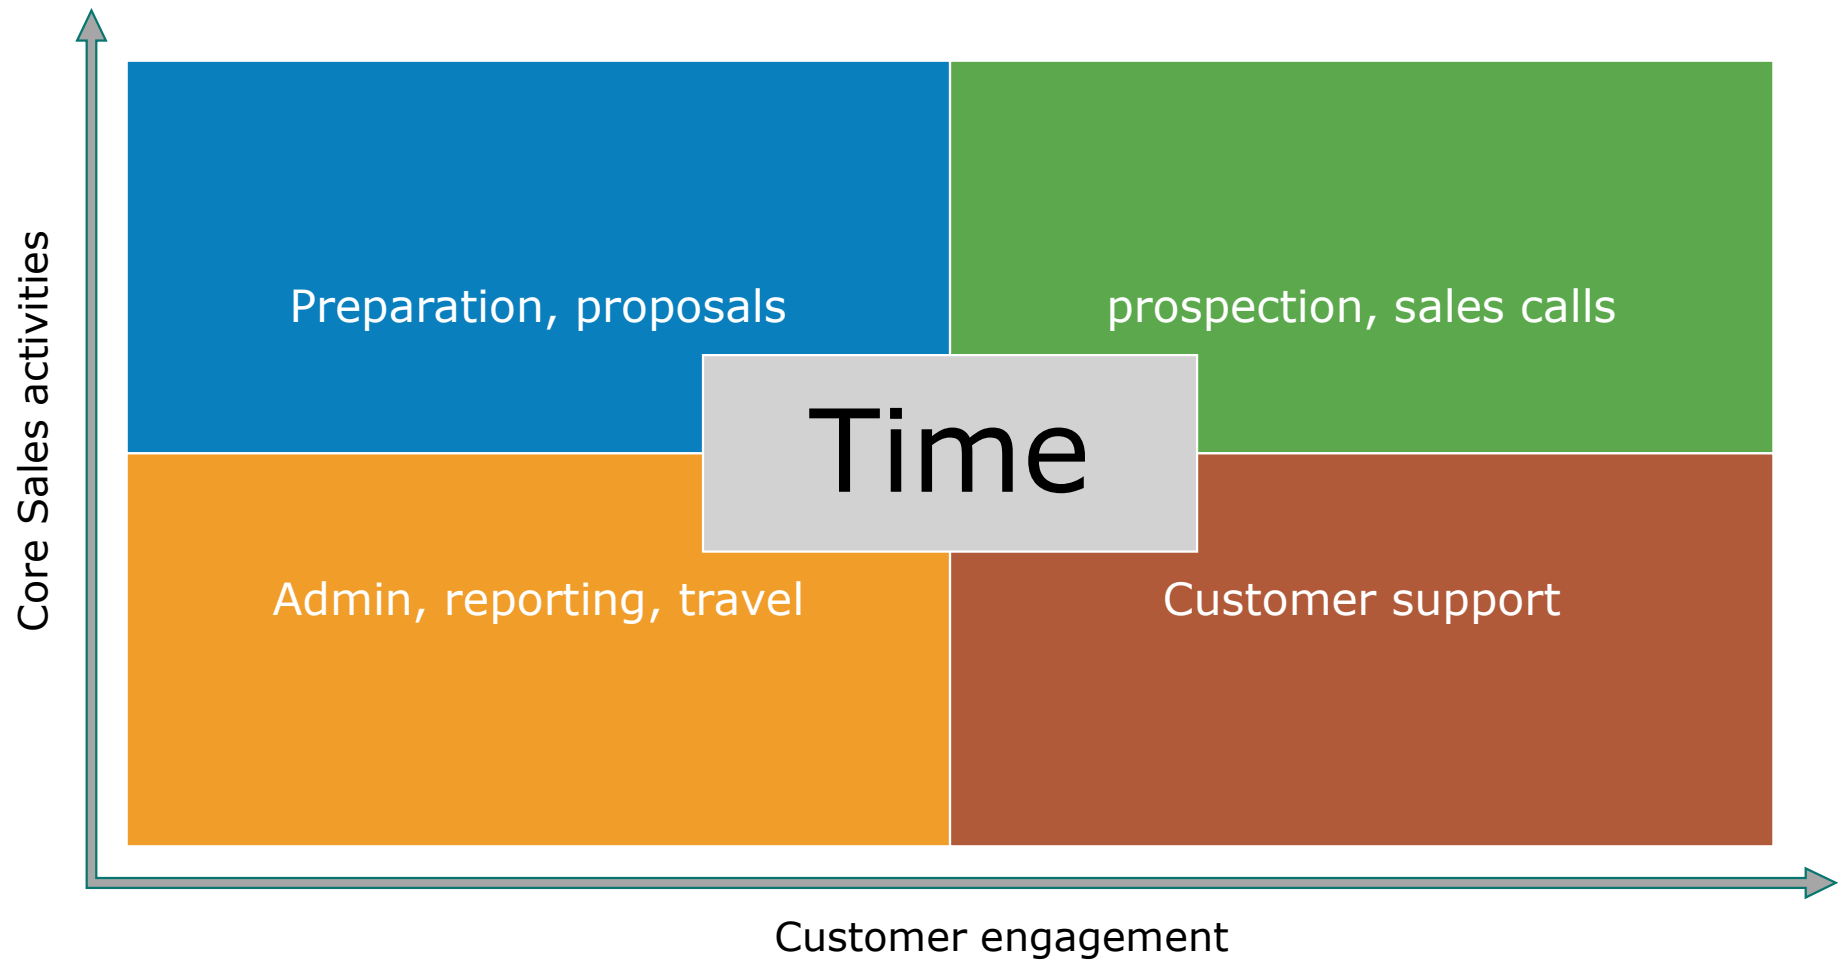 Core Sales activities
Preparation, proposals
prospection, sales calls
Time
Admin, reporting, travel
Customer support
Customer engagement